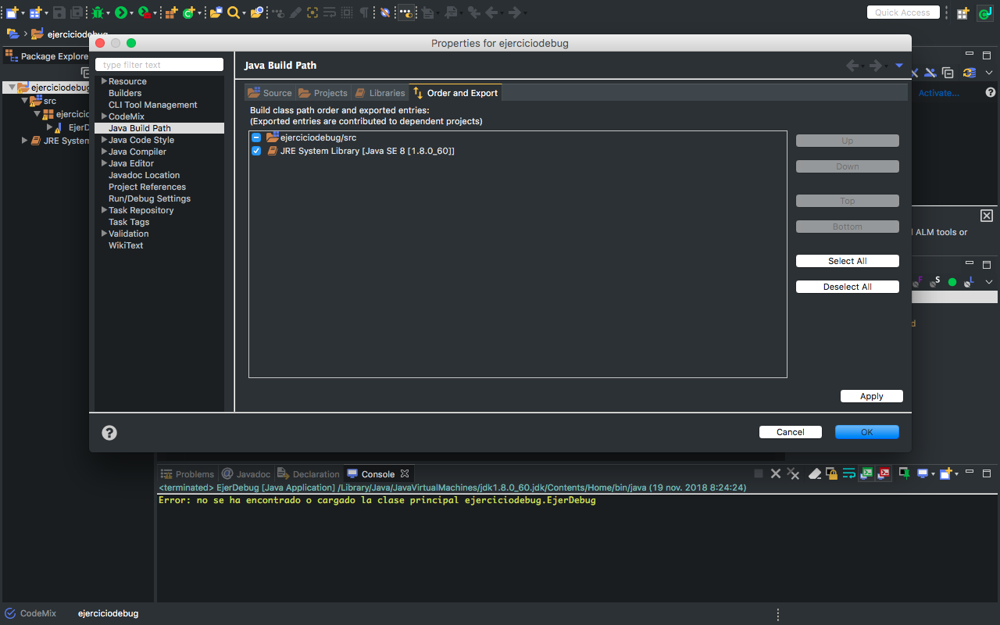 Quick Access
ejerciciodebug
Properties for ejerciciodebug
Package Explore
type filter text
Java Build Path
Resource
Builders
CLI Tool Management
CodeMix
Java Build Path
Java Code Style
Java Compiler
Java Editor
Javadoc Location
Project References
Run/Debug Settings
Task Repository
Task Tags
Validation
WikiText
ejerciciodebug
src
ejercicio
EjerD
JRE System
Source
Projects
Libraries
Order and Export
Build class path order and exported entries:
(Exported entries are contributed to dependent projects)
ejerciciodebug/src
JRE System Library [Java SE 8 [1.8.0_60]]
Up
Down
Top
Bottom
Select All
Deselect All
Apply
Cancel
OK
Activate...
ALM tools or
F
S
L
d
Problems
Javadoc
Declaration
Console
<terminated> EjerDebug [Java Application] /Library/Java/JavaVirtualMachines/jdk1.8.0_60.jdk/Contents/Home/bin/java (19 nov. 2018 8:24:24)
Error: no se ha encontrado o cargado la clase principal ejerciciodebug.EjerDebug
CodeMix
ejerciciodebug